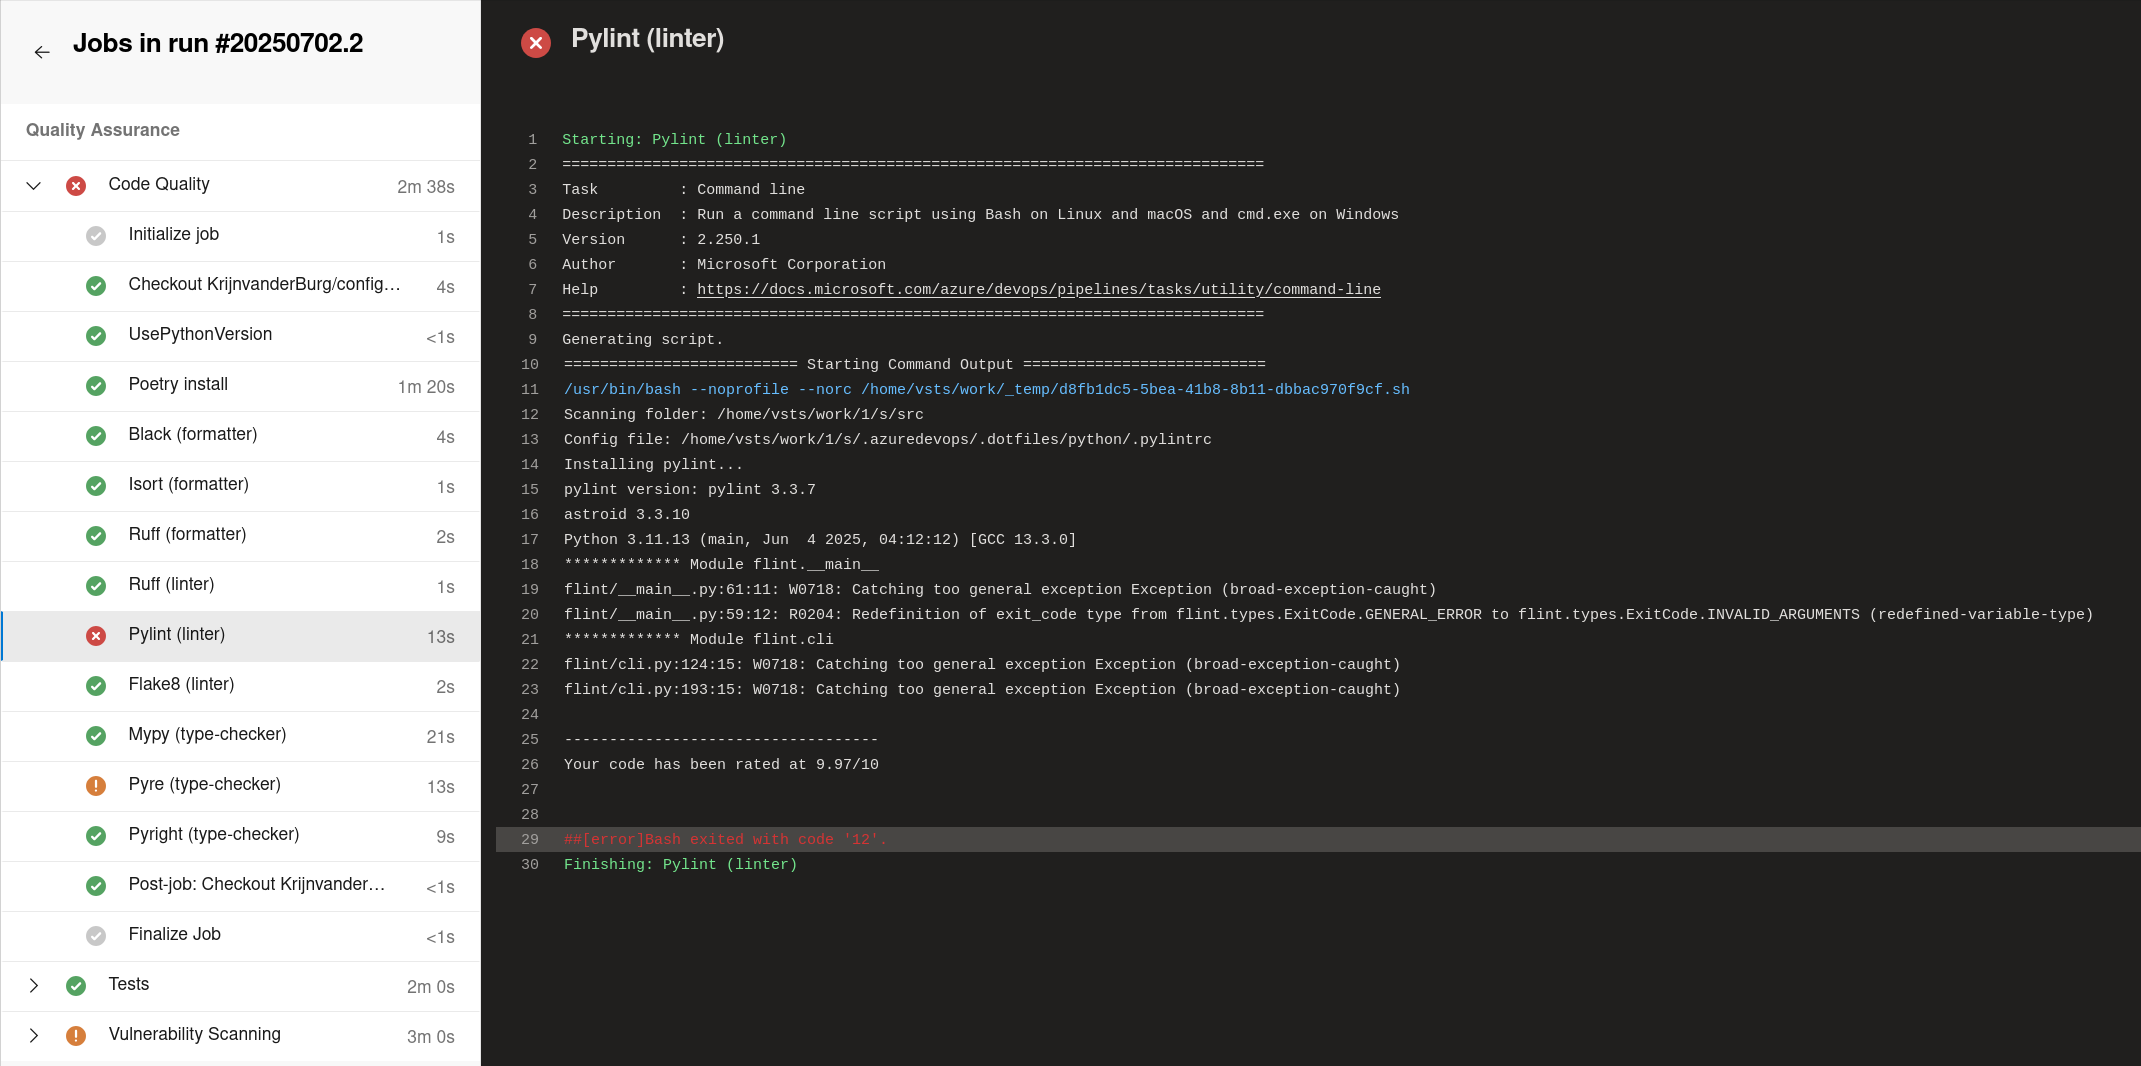 Jobs in run #20250702.2
Quality Assurance
Code Quality 2m 38s
Initialize job 1s
Checkout KrijnvanderBurg/config… 4s
UsePythonVersion <1s
Poetry install 1m 20s
Black (formatter) 4s
Isort (formatter) 1s
Ruff (formatter) 2s
Ruff (linter) 1s
Pylint (linter) 13s
Flake8 (linter) 2s
Mypy (type-checker) 21s
Pyre (type-checker) 13s
Pyright (type-checker) 9s
Post-job: Checkout Krijnvander… <1s
Finalize Job <1s
Tests 2m 0s
Vulnerability Scanning 3m 0s
Pylint (linter)
1 Starting: Pylint (linter)
2 ==============================================================================
3 Task         : Command line
4 Description  : Run a command line script using Bash on Linux and macOS and cmd.exe on Windows
5 Version      : 2.250.1
6 Author       : Microsoft Corporation
7 Help         : https://docs.microsoft.com/azure/devops/pipelines/tasks/utility/command-line
8 ==============================================================================
9 Generating script.
10 ========================== Starting Command Output ===========================
11 /usr/bin/bash --noprofile --norc /home/vsts/work/_temp/d8fb1dc5-5bea-41b8-8b11-dbbac970f9cf.sh
12 Scanning folder: /home/vsts/work/1/s/src
13 Config file: /home/vsts/work/1/s/.azuredevops/.dotfiles/python/.pylintrc
14 Installing pylint...
15 pylint version: pylint 3.3.7
16 astroid 3.3.10
17 Python 3.11.13 (main, Jun  4 2025, 04:12:12) [GCC 13.3.0]
18 ************* Module flint.__main__
19 flint/__main__.py:61:11: W0718: Catching too general exception Exception (broad-exception-caught)
20 flint/__main__.py:59:12: R0204: Redefinition of exit_code type from flint.types.ExitCode.GENERAL_ERROR to flint.types.ExitCode.INVALID_ARGUMENTS (redefined-variable-type)
21 ************* Module flint.cli
22 flint/cli.py:124:15: W0718: Catching too general exception Exception (broad-exception-caught)
23 flint/cli.py:193:15: W0718: Catching too general exception Exception (broad-exception-caught)
24
25 -----------------------------------
26 Your code has been rated at 9.97/10
27
28
29 ##[error]Bash exited with code '12'.
30 Finishing: Pylint (linter)